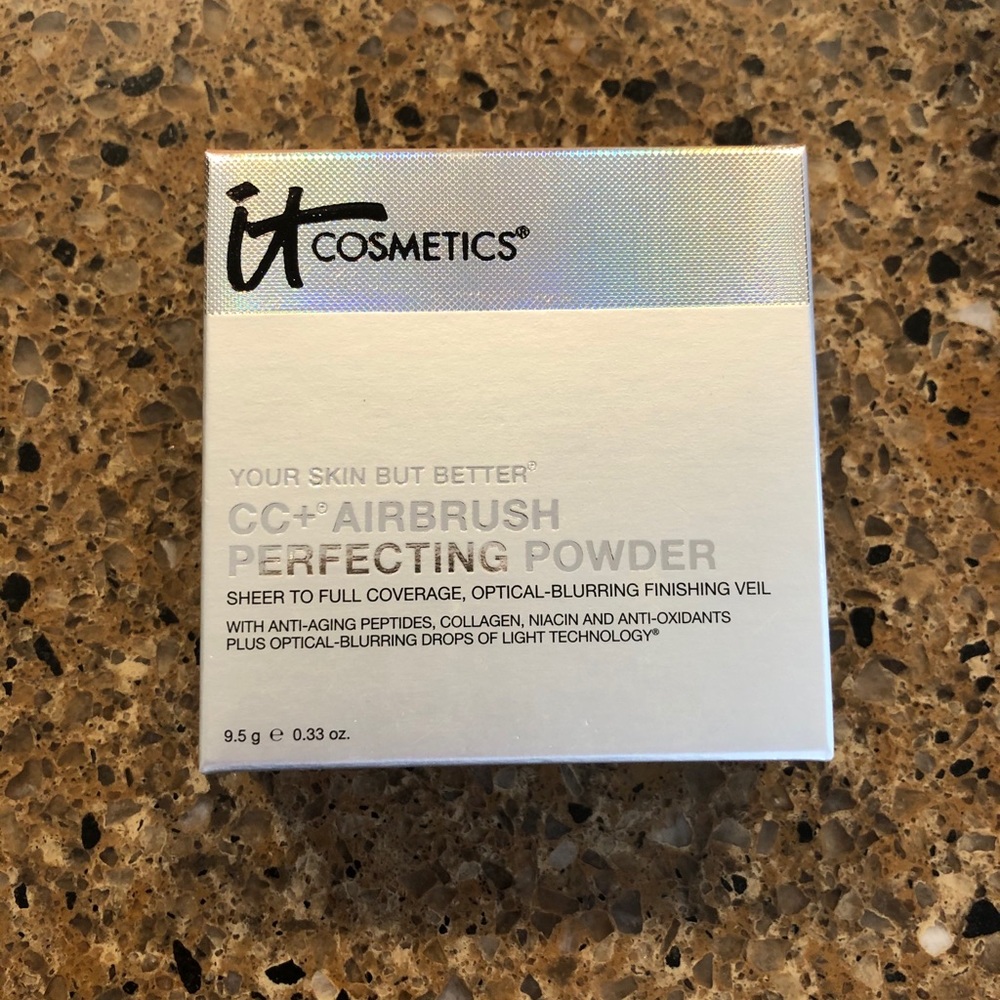 it COSMETICS®
YOUR SKIN BUT BETTER®
CC+® AIRBRUSH
PERFECTING POWDER
SHEER TO FULL COVERAGE, OPTICAL-BLURRING FINISHING VEIL
WITH ANTI-AGING PEPTIDES, COLLAGEN, NIACIN AND ANTI-OXIDANTS
PLUS OPTICAL-BLURRING DROPS OF LIGHT TECHNOLOGY®
9.5 g ℮ 0.33 oz.